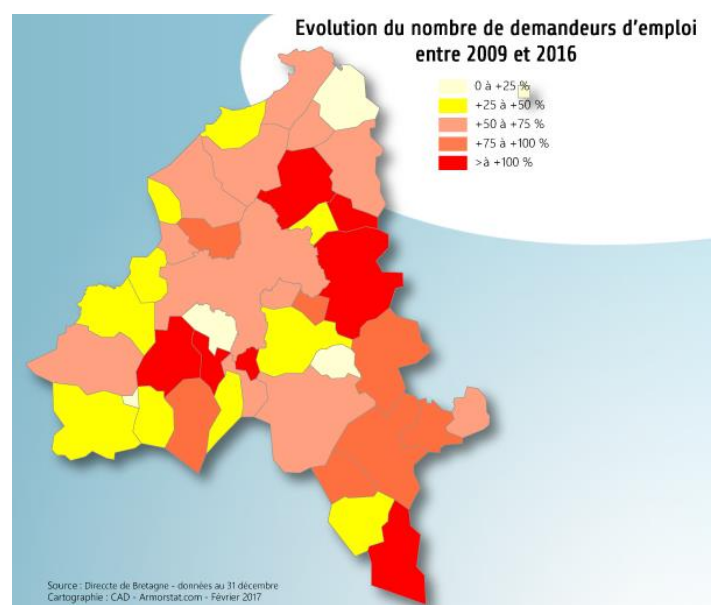 Evolution du nombre de demandeurs d'emploi
entre 2009 et 2016
0 à +25 %
+25 à +50 %
+50 à +75 %
+75 à +100 %
>à +100 %
Source : Direccte de Bretagne - données au 31 décembre
Cartographie : CAD - Armorstat.com - Février 2017